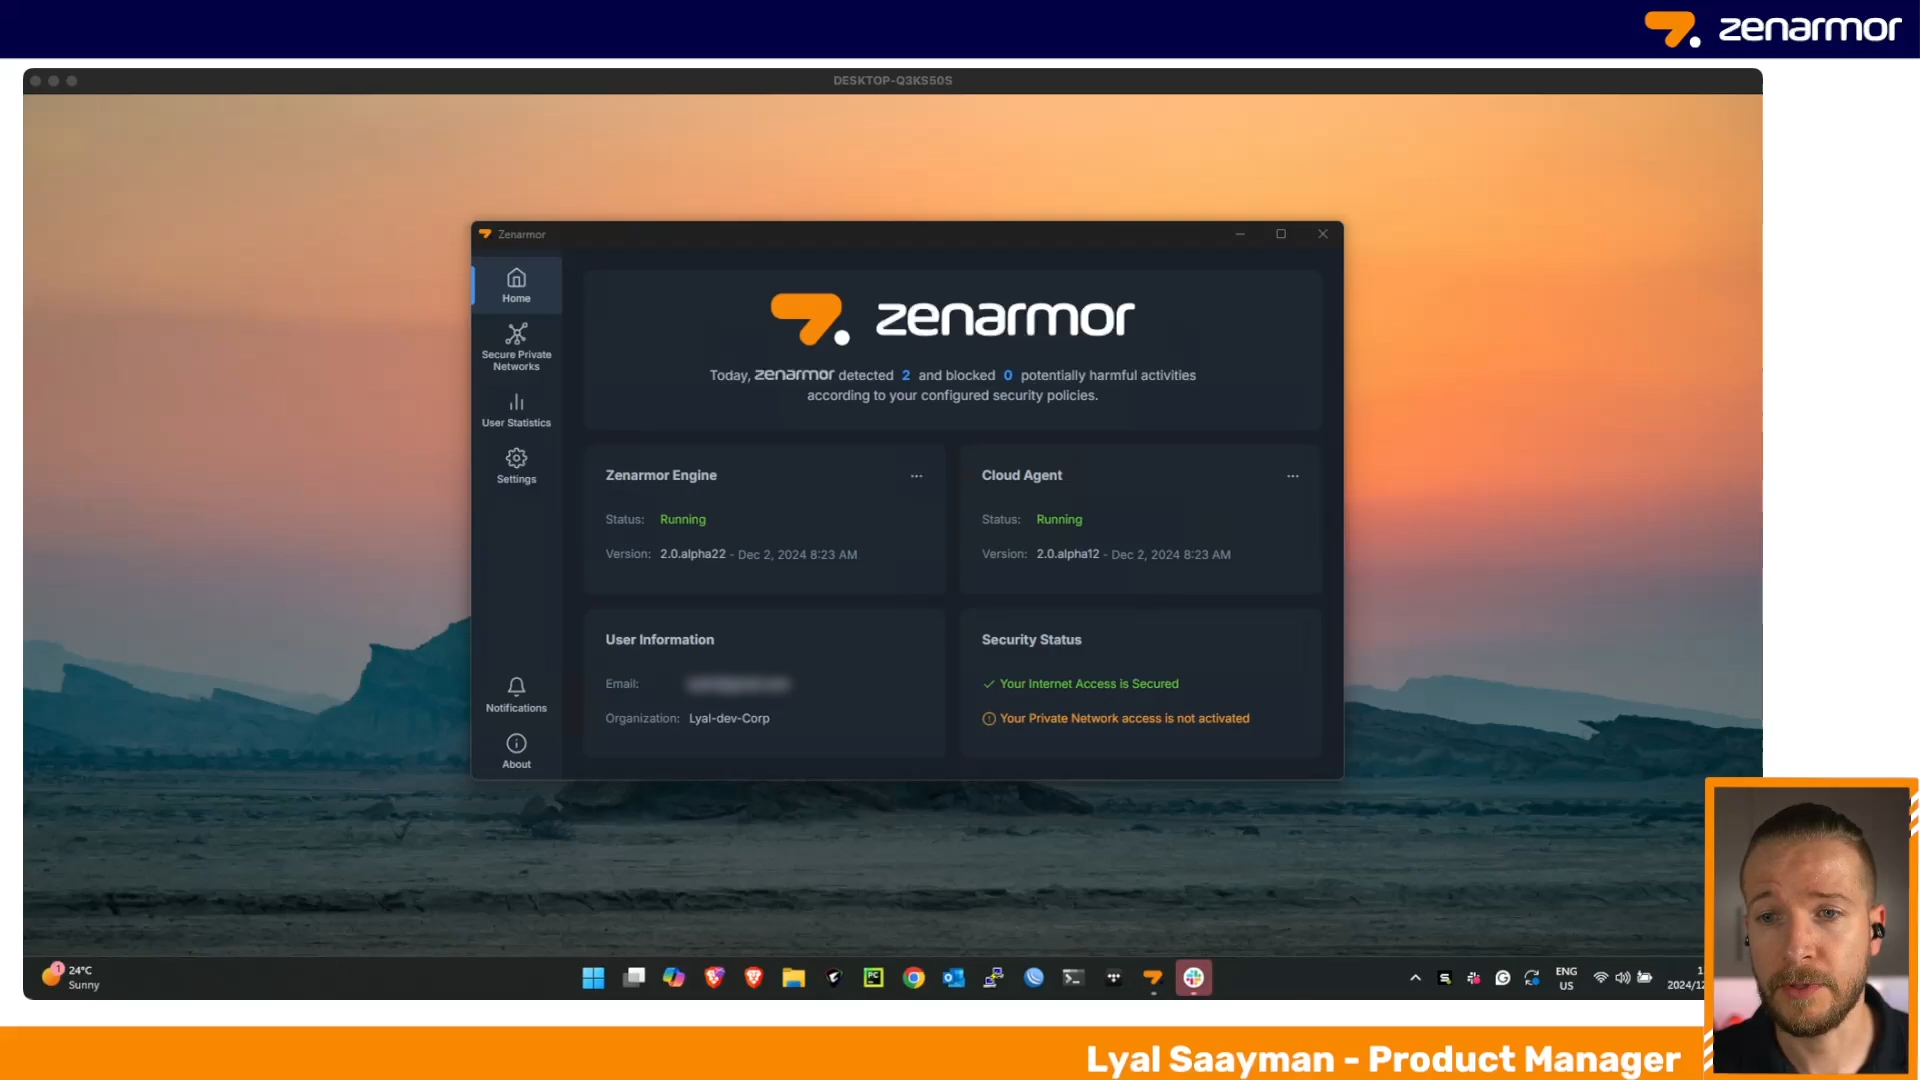 zenarmor
DESKTOP-Q3KS50S
Zenarmor
Home
Secure Private
Networks
User Statistics
Settings
Notifications
About
zenarmor
Today, zenarmor detected 2 and blocked 0 potentially harmful activities
according to your configured security policies.
Zenarmor Engine
Status: Running
Version: 2.0.alpha22 - Dec 2, 2024 8:23 AM
Cloud Agent
Status: Running
Version: 2.0.alpha12 - Dec 2, 2024 8:23 AM
User Information
Email:
Organization: Lyal-dev-Corp
Security Status
Your Internet Access is Secured
Your Private Network access is not activated
1
24°C
Sunny
PC
ENG
US
2024/12
Lyal Saayman - Product Manager